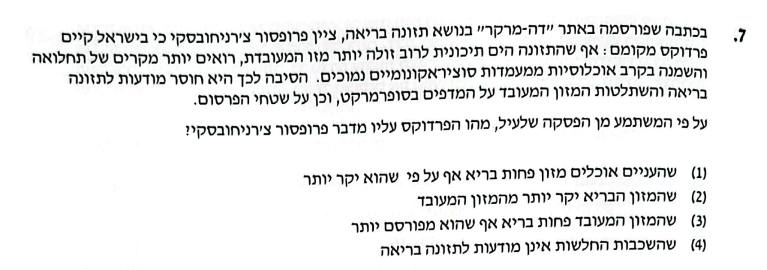 7. בכתבה שפורסמה באתר "דה-מרקר" בנושא תזונה בריאה, ציין פרופסור צ'רניחובסקי כי בישראל קיים
פרדוקס מקומם: אף שהתזונה הים תיכונית לרוב זולה יותר מזו המעובדת, רואים יותר מקרים של תחלואה
והשמנה בקרב אוכלוסיות ממעמדות סוציו־אקונומיים נמוכים. הסיבה לכך היא חוסר מודעות לתזונה
בריאה והשתלטות המזון המעובד על המדפים בסופרמרקט, וכן על שטחי הפרסום.
על פי המשתמע מן הפסקה שלעיל, מהו הפרדוקס עליו מדבר פרופסור צ'רניחובסקי?
(1) שהעניים אוכלים מזון פחות בריא אף על פי שהוא יקר יותר
(2) שהמזון הבריא יקר יותר מהמזון המעובד
(3) שהמזון המעובד פחות בריא אף שהוא מפורסם יותר
(4) שהשכבות החלשות אינן מודעות לתזונה בריאה